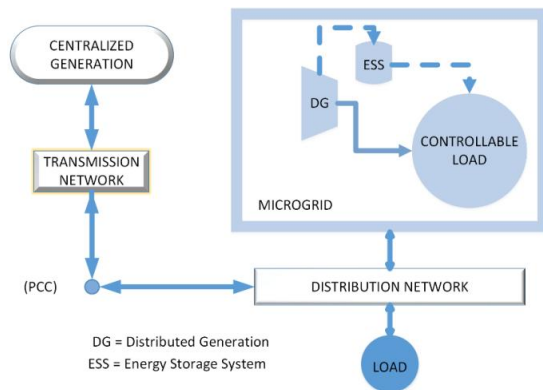 CENTRALIZED
GENERATION
ESS
DG
CONTROLLABLE
LOAD
TRANSMISSION
NETWORK
MICROGRID
(PCC)
DISTRIBUTION NETWORK
DG = Distributed Generation
ESS = Energy Storage System
LOAD